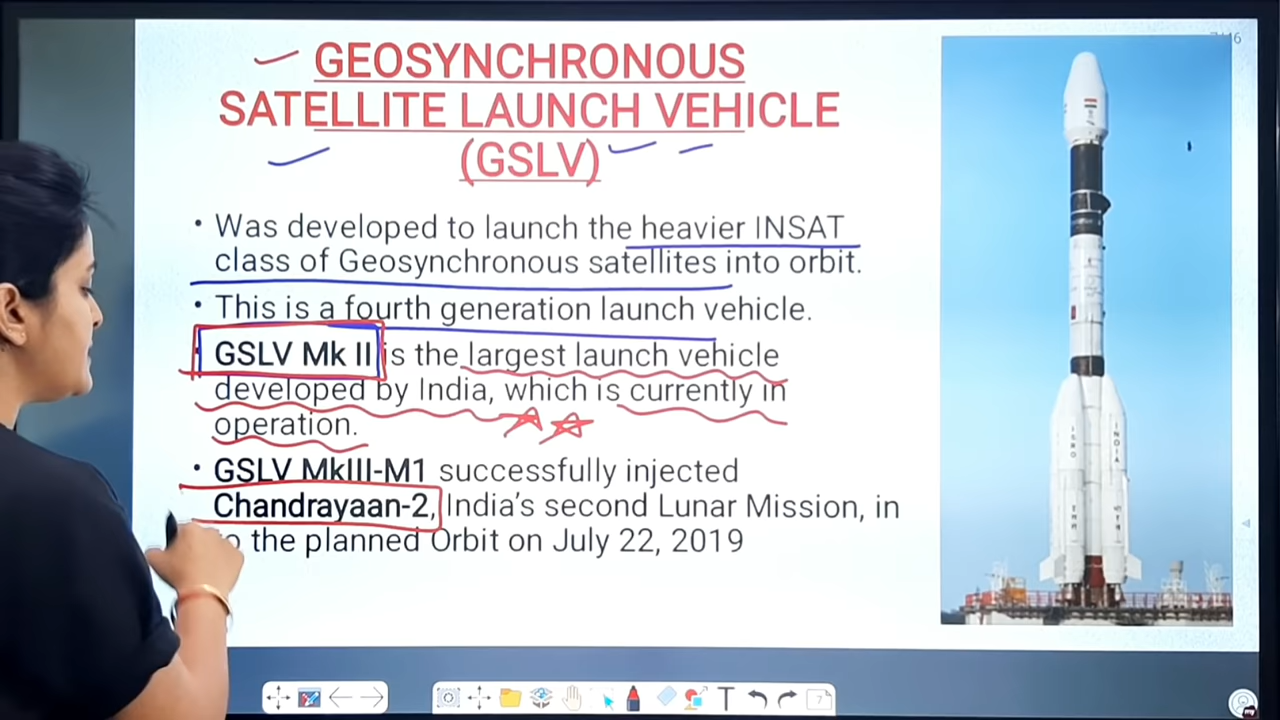 GEOSYNCHRONOUS
SATELLITE LAUNCH VEHICLE
(GSLV)
• Was developed to launch the heavier INSAT
class of Geosynchronous satellites into orbit.
• This is a fourth generation launch vehicle.
GSLV Mk II is the largest launch vehicle
developed by India, which is currently in
operation.
• GSLV MkIII-M1 successfully injected
Chandrayaan-2, India's second Lunar Mission, in
the planned Orbit on July 22, 2019
ISRO
INDIA
T
7